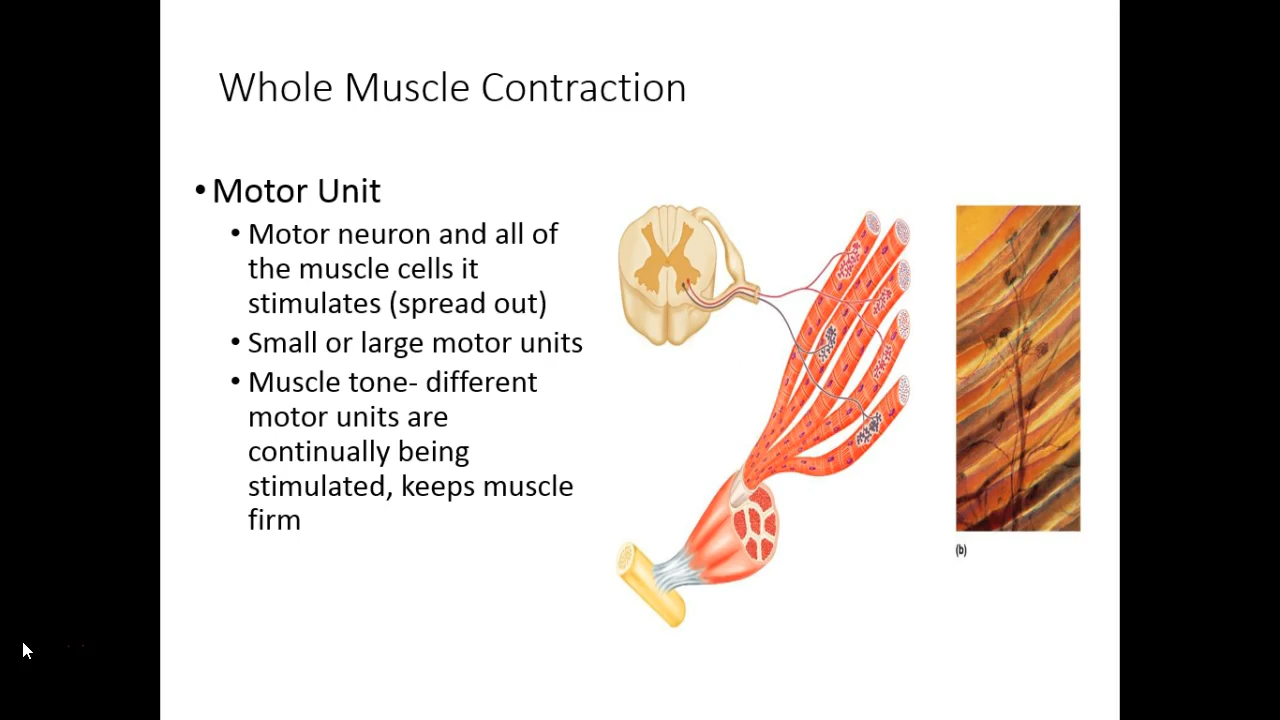 Whole Muscle Contraction
• Motor Unit
• Motor neuron and all of
the muscle cells it
stimulates (spread out)
• Small or large motor units
• Muscle tone- different
motor units are
continually being
stimulated, keeps muscle
firm
(b)